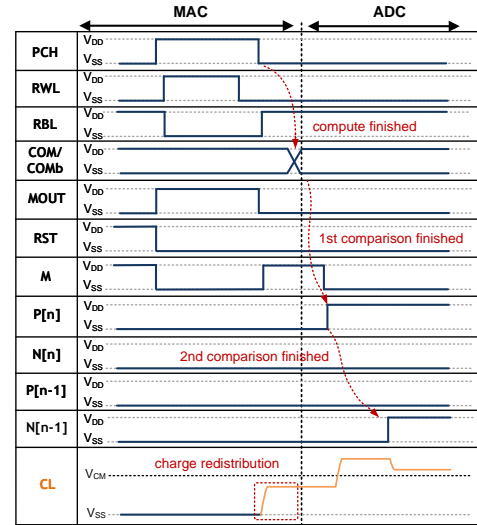 MAC ADC
PCH VDD
VSS
RWL VDD
VSS
RBL VDD
VSS
compute finished
COM/
COMb VDD
VSS
MOUT VDD
VSS
RST VDD
VSS
1st comparison finished
M VDD
VSS
P[n] VDD
VSS
N[n] VDD
VSS
2nd comparison finished
P[n-1] VDD
VSS
N[n-1] VDD
VSS
CL charge redistribution
VCM
VSS